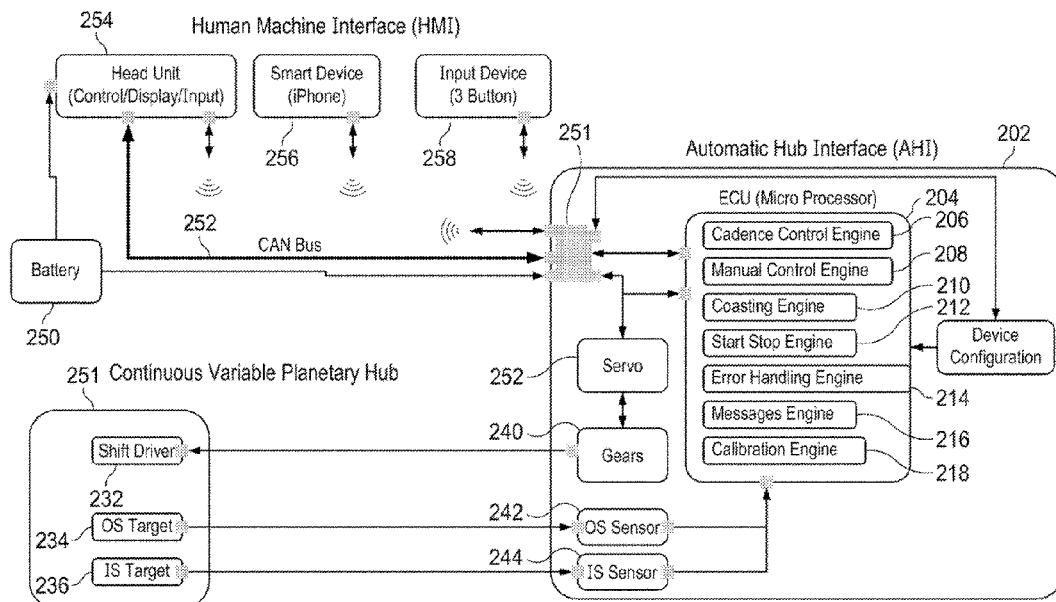 254
Human Machine Interface (HMI)
Head Unit
(Control/Display/Input)
Smart Device
(iPhone)
Input Device
(3 Button)
256
258
251
Automatic Hub Interface (AHI)
202
ECU (Micro Processor)
204
252
CAN Bus
Cadence Control Engine
206
Battery
Manual Control Engine
208
250
Coasting Engine
210
Start Stop Engine
212
Device
Configuration
251
Continuous Variable Planetary Hub
252
Servo
Error Handling Engine
214
240
Messages Engine
216
Shift Driver
Gears
Calibration Engine
218
232
242
OS Target
OS Sensor
234
244
IS Target
IS Sensor
236